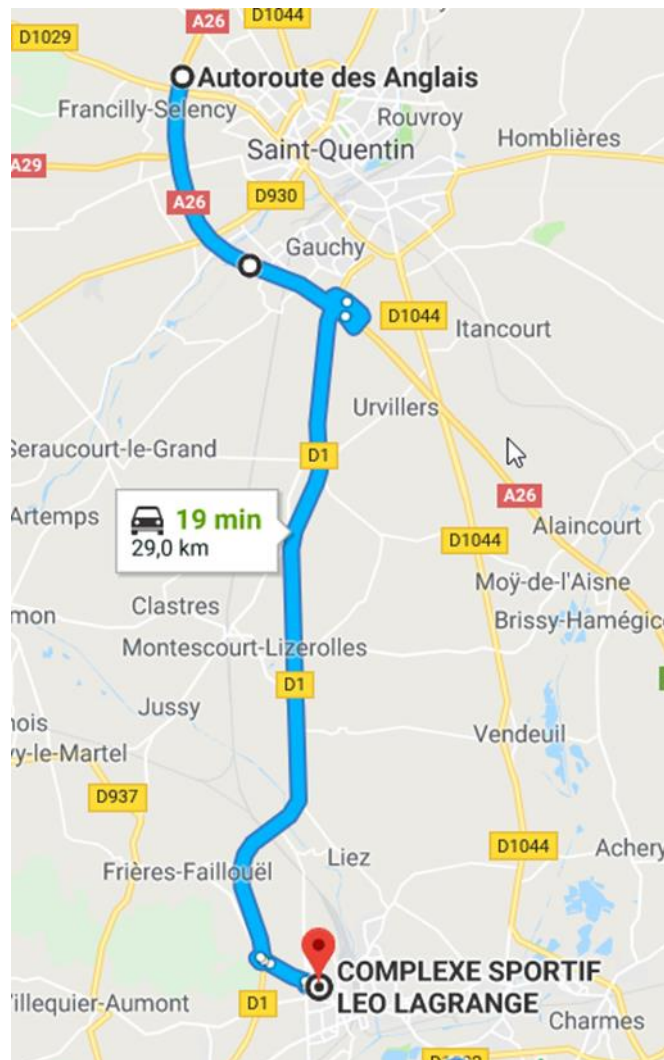 A26
D1044
D1029
Autoroute des Anglais
Francilly-Selency
Rouvroy
Homblières
Saint-Quentin
A29
A26
D930
Gauchy
D1044
Itancourt
Urvillers
Seraucourt-le-Grand
D1
A26
Artemps
19 min
29,0 km
Alaincourt
D1044
Moÿ-de-l'Aisne
Clastres
mon
Brissy-Hamégico
Montescourt-Lizerolles
D1
Jussy
nois
Vendeuil
vy-le-Martel
D937
D1044
Achery
Liez
Frières-Faillouël
COMPLEXE SPORTIF
LEO LAGRANGE
illequier-Aumont
D1
Charmes